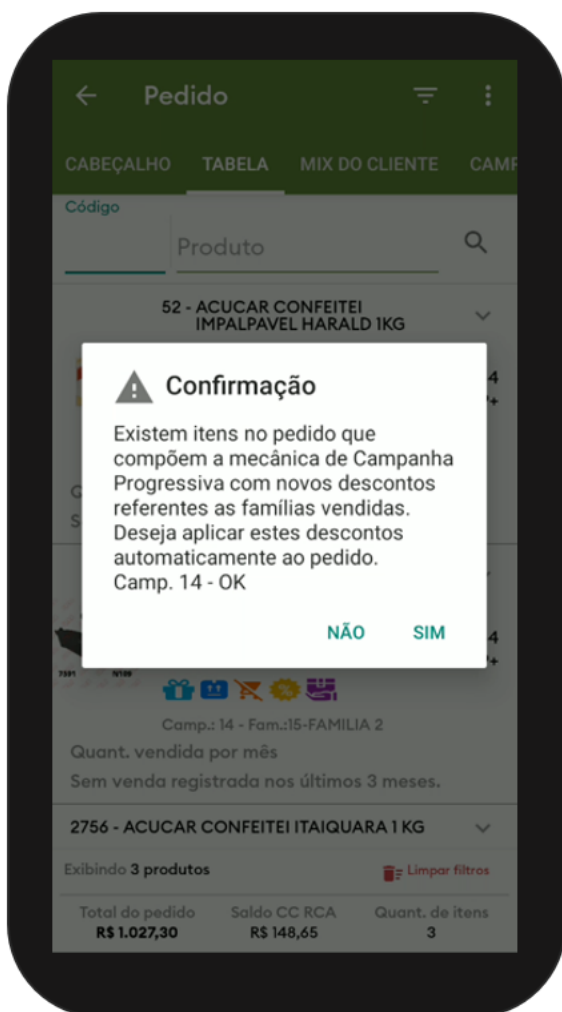 Pedido
CABEÇALHO TABELA MIX DO CLIENTE CAMP
Código
Produto
52 - ACUCAR CONFEITEI
IMPALPAVEL HARALD 1KG
Confirmação
Existem itens no pedido que
compõem a mecânica de Campanha
Progressiva com novos descontos
referentes as famílias vendidas.
Deseja aplicar estes descontos
automaticamente ao pedido.
Camp. 14 - OK
NÃO SIM
7591 N109
Camp.: 14 - Fam.:15-FAMILIA 2
Quant. vendida por mês
Sem venda registrada nos últimos 3 meses.
2756 - ACUCAR CONFEITEI ITAIQUARA 1 KG
Exibindo 3 produtos Limpar filtros
Total do pedido Saldo CC RCA Quant. de itens
R$ 1.027,30 R$ 148,65 3